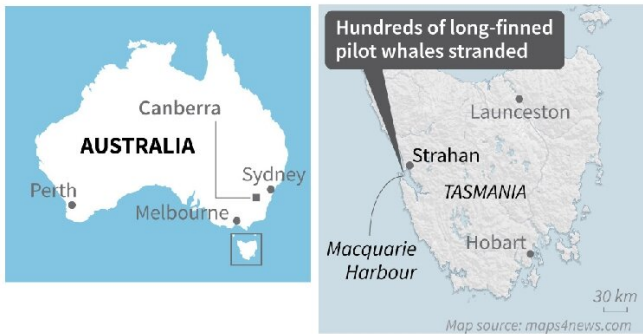 Canberra
AUSTRALIA
Perth
Sydney
Melbourne
Hundreds of long-finned
pilot whales stranded
Launceston
Strahan
TASMANIA
Macquarie
Harbour
Hobart
30 km
Map source: maps4news.com